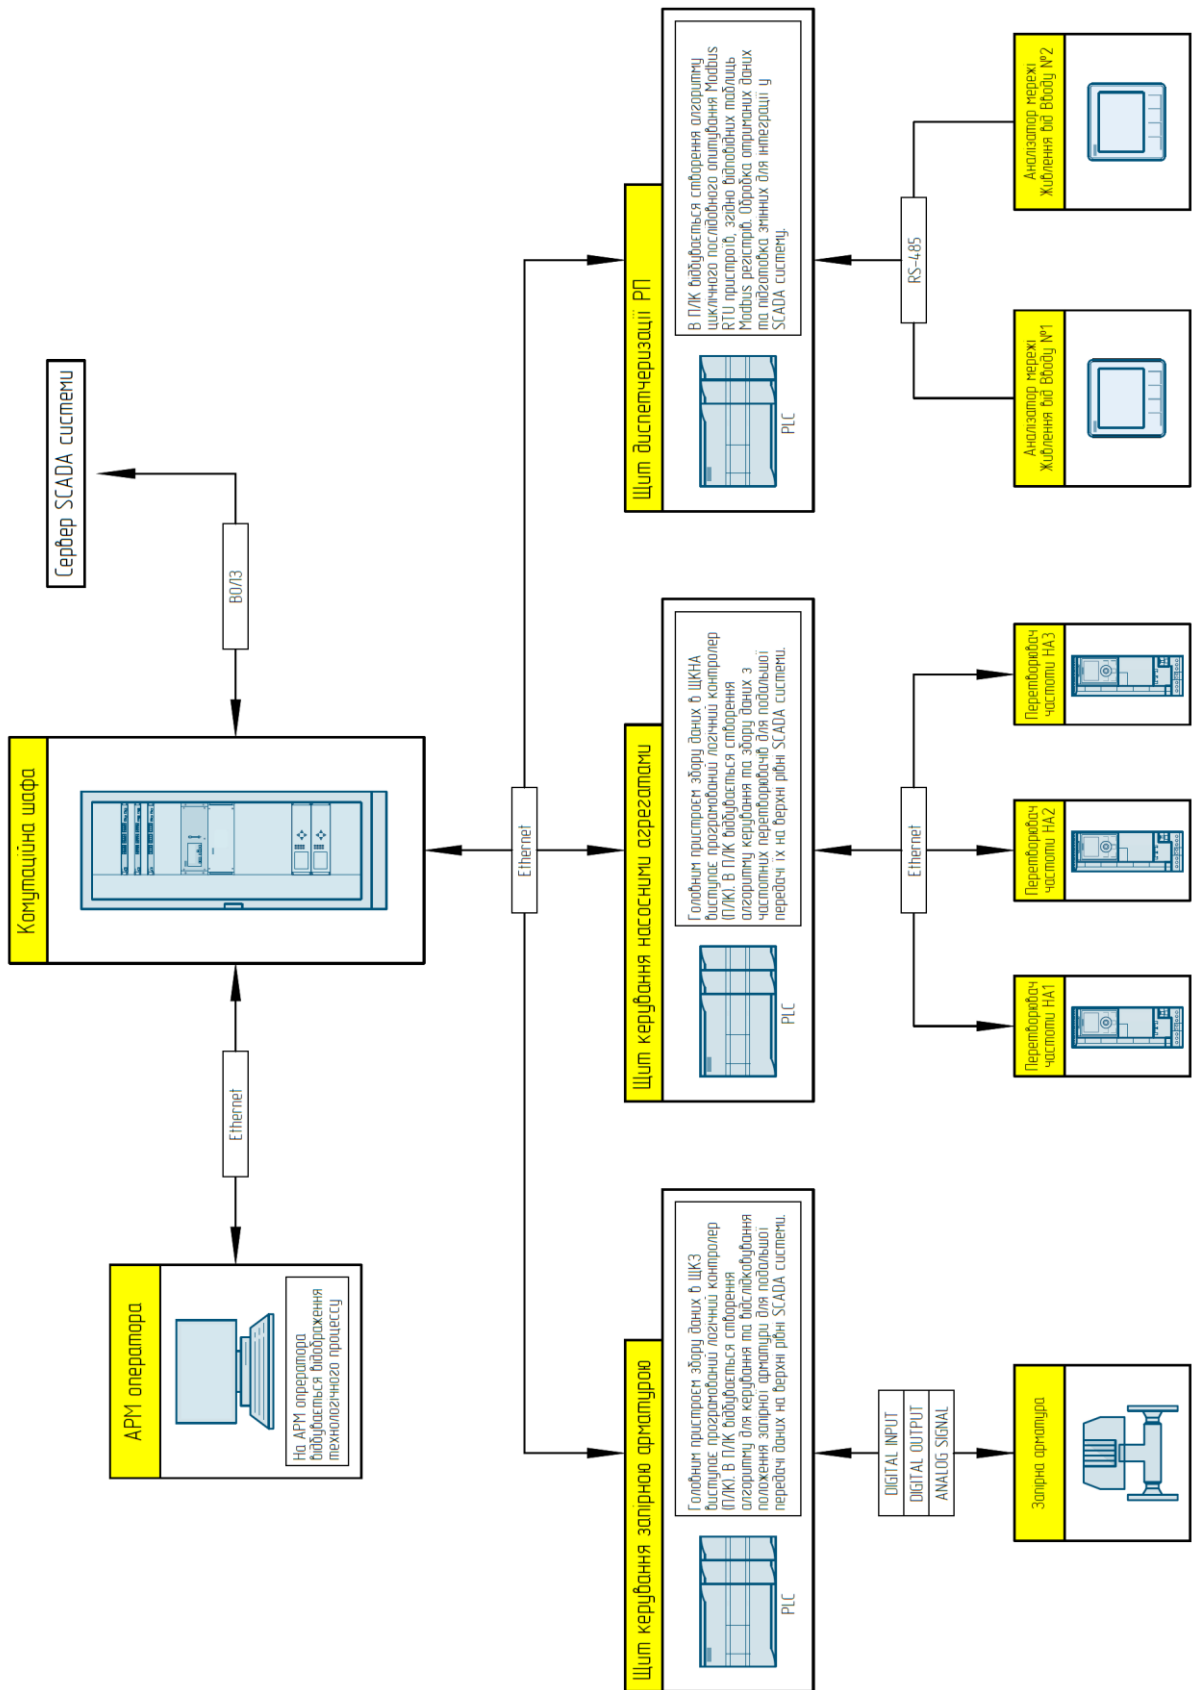 Сервер SCADA системи
ВОЛЗ
Комутаційна шафа
Ethernet
АРМ оператора
На АРМ опрератора
відбувається відображення
технологічного процессу
Ethernet
Щит керування запірною арматурою
Головним пристроєм збору даних в ЩКЗ
виступає програмований логічний контролер
(ПЛК). В ПЛК відбувається створення
алгоритму для керування та відслідковування
положення запірної арматури для подальшої
передачі даних на верхні рівні SCADA системи.
PLC
Щит керування насосними агрегатами
Головним пристроєм збору даних в ЩКНА
виступає програмований логічний контролер
(ПЛК). В ПЛК відбувається створення
алгоритму керування та збору даних з
частотних перетворювачів для подальшої
передачі їх на верхні рівні SCADA системи.
PLC
Щит диспетчеризації РП
В ПЛК відбувається створення алгоритму
циклічного послідовного опитування Modbus
RTU пристроїв, згідно відповідних таблиць
Modbus регістрів. Обробка отриманих даних
та підготовка змінних для інтеграції у
SCADA систему.
PLC
DIGITAL INPUT
DIGITAL OUTPUT
ANALOG SIGNAL
Ethernet
RS-485
Запірна арматура
Перетворювач
частоти НА1
Перетворювач
частоти НА2
Перетворювач
частоти НА3
Аналізатор мережі
Живлення від Вводу №1
Аналізатор мережі
Живлення від Вводу №2